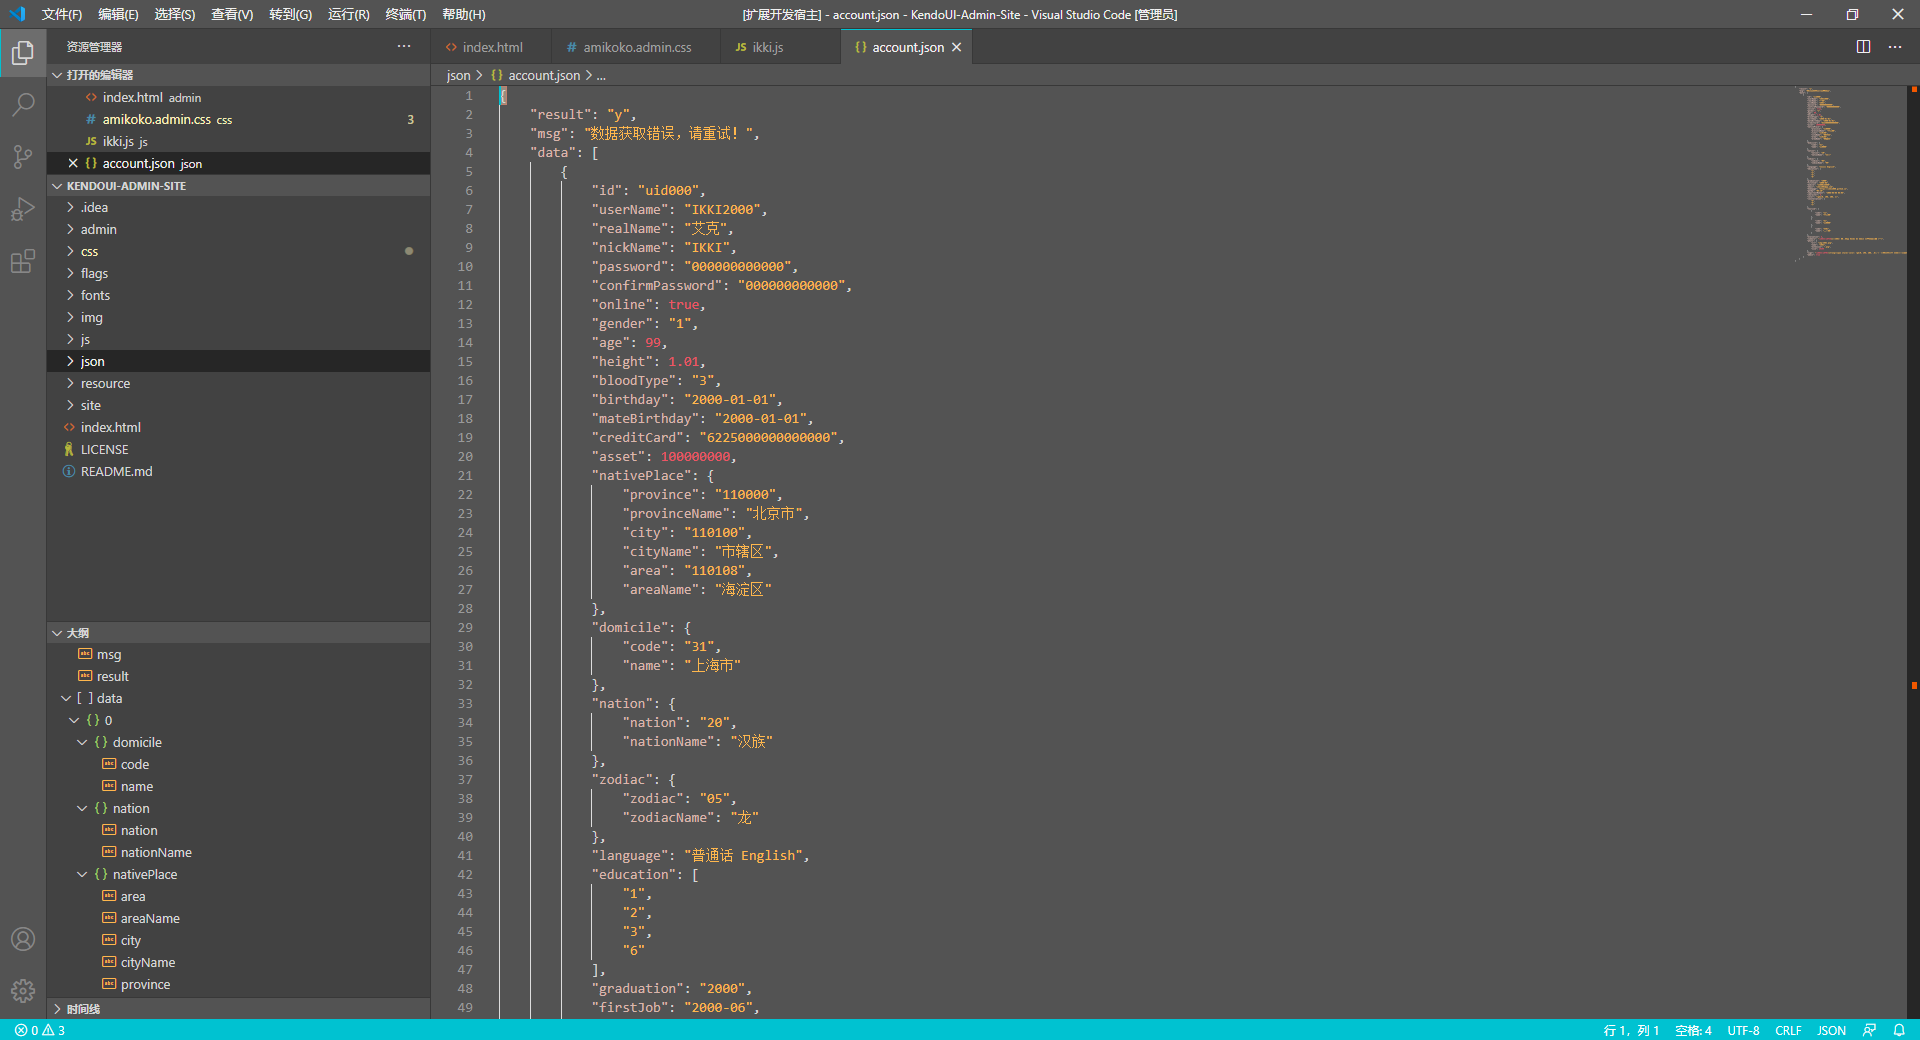 文件(F) 编辑(E) 选择(S) 查看(V) 转到(G) 运行(R) 终端(T) 帮助(H) [扩展开发宿主] - account.json - KendoUI-Admin-Site - Visual Studio Code [管理员]
资源管理器
index.html # amikoko.admin.css JS ikki.js {} account.json
json > {} account.json > ...
打开的编辑器
index.html admin
# amikoko.admin.css css 3
JS ikki.js js
{} account.json json
KENDOUI-ADMIN-SITE
.idea
admin
css
flags
fonts
img
js
json
resource
site
index.html
LICENSE
README.md
大纲
msg
result
[ ] data
{} 0
{} domicile
code
name
{} nation
nation
nationName
{} nativePlace
area
areaName
city
cityName
province
时间线
1 {
2 "result": "y",
3 "msg": "数据获取错误，请重试！",
4 "data": [
5 {
6 "id": "uid000",
7 "userName": "IKKI2000",
8 "realName": "艾克",
9 "nickName": "IKKI",
10 "password": "000000000000",
11 "confirmPassword": "000000000000",
12 "online": true,
13 "gender": "1",
14 "age": 99,
15 "height": 1.01,
16 "bloodType": "3",
17 "birthday": "2000-01-01",
18 "mateBirthday": "2000-01-01",
19 "creditCard": "6225000000000000",
20 "asset": 100000000,
21 "nativePlace": {
22 "province": "110000",
23 "provinceName": "北京市",
24 "city": "110100",
25 "cityName": "市辖区",
26 "area": "110108",
27 "areaName": "海淀区"
28 },
29 "domicile": {
30 "code": "31",
31 "name": "上海市"
32 },
33 "nation": {
34 "nation": "20",
35 "nationName": "汉族"
36 },
37 "zodiac": {
38 "zodiac": "05",
39 "zodiacName": "龙"
40 },
41 "language": "普通话 English",
42 "education": [
43 "1",
44 "2",
45 "3",
46 "6"
47 ],
48 "graduation": "2000",
49 "firstJob": "2000-06",
0 3 行 1，列 1 空格: 4 UTF-8 CRLF JSON